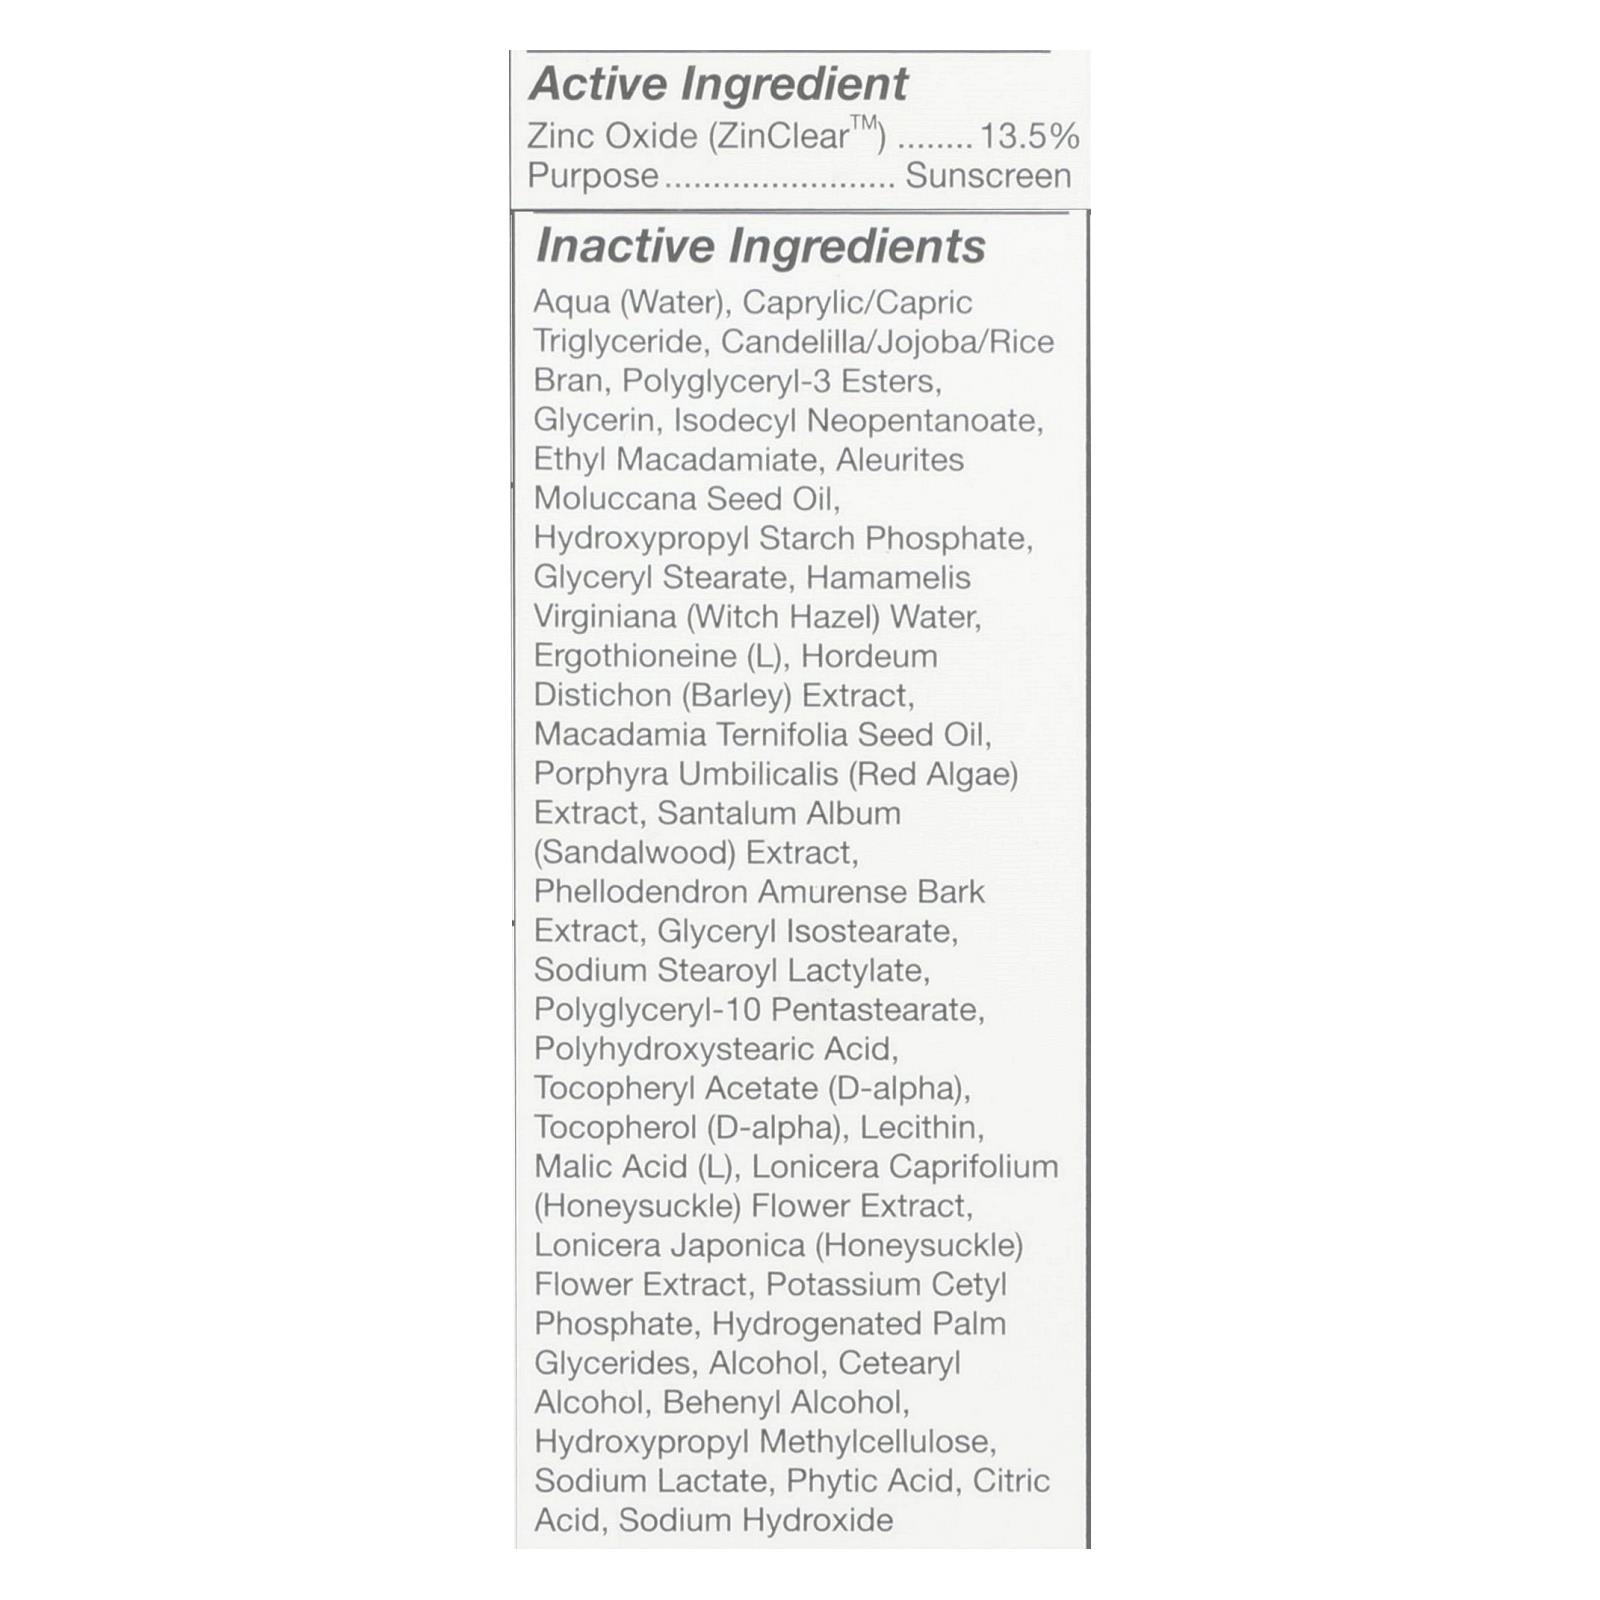 Active Ingredient
Zinc Oxide (ZinClear™) ........ 13.5%
Purpose........................ Sunscreen
Inactive Ingredients
Aqua (Water), Caprylic/Capric
Triglyceride, Candelilla/Jojoba/Rice
Bran, Polyglyceryl-3 Esters,
Glycerin, Isodecyl Neopentanoate,
Ethyl Macadamiate, Aleurites
Moluccana Seed Oil,
Hydroxypropyl Starch Phosphate,
Glyceryl Stearate, Hamamelis
Virginiana (Witch Hazel) Water,
Ergothioneine (L), Hordeum
Distichon (Barley) Extract,
Macadamia Ternifolia Seed Oil,
Porphyra Umbilicalis (Red Algae)
Extract, Santalum Album
(Sandalwood) Extract,
Phellodendron Amurense Bark
Extract, Glyceryl Isostearate,
Sodium Stearoyl Lactylate,
Polyglyceryl-10 Pentastearate,
Polyhydroxystearic Acid,
Tocopheryl Acetate (D-alpha),
Tocopherol (D-alpha), Lecithin,
Malic Acid (L), Lonicera Caprifolium
(Honeysuckle) Flower Extract,
Lonicera Japonica (Honeysuckle)
Flower Extract, Potassium Cetyl
Phosphate, Hydrogenated Palm
Glycerides, Alcohol, Cetearyl
Alcohol, Behenyl Alcohol,
Hydroxypropyl Methylcellulose,
Sodium Lactate, Phytic Acid, Citric
Acid, Sodium Hydroxide